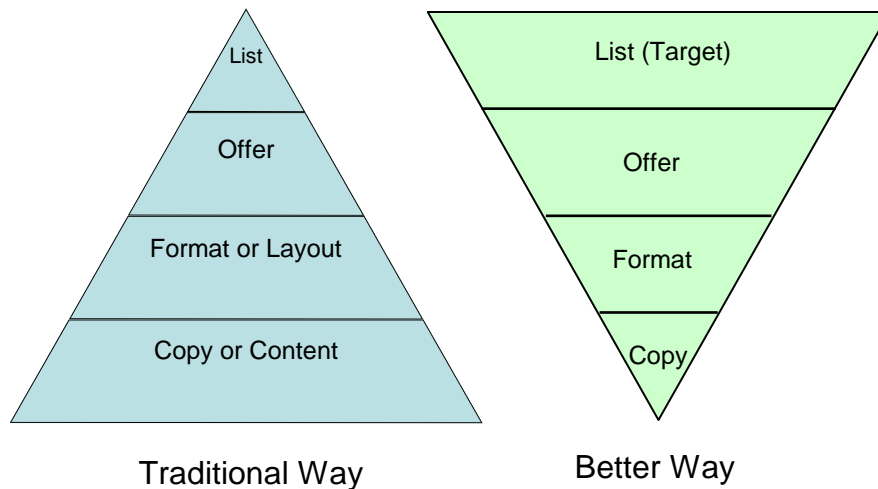 List
Offer
Format or Layout
Copy or Content
Traditional Way
List (Target)
Offer
Format
Copy
Better Way